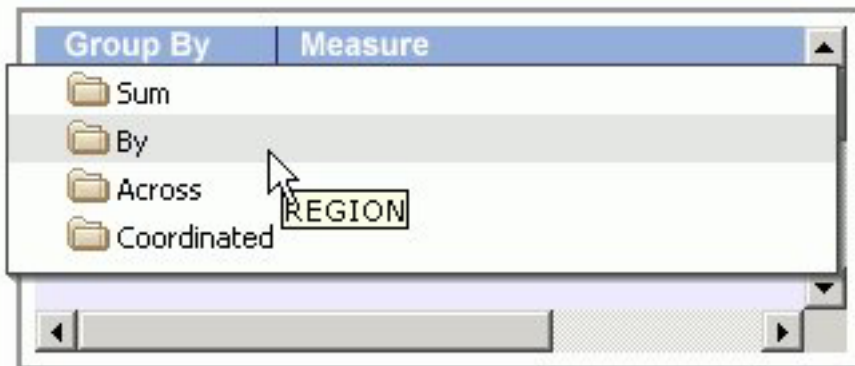 Group By Measure
Sum
By
Across
REGION
Coordinated